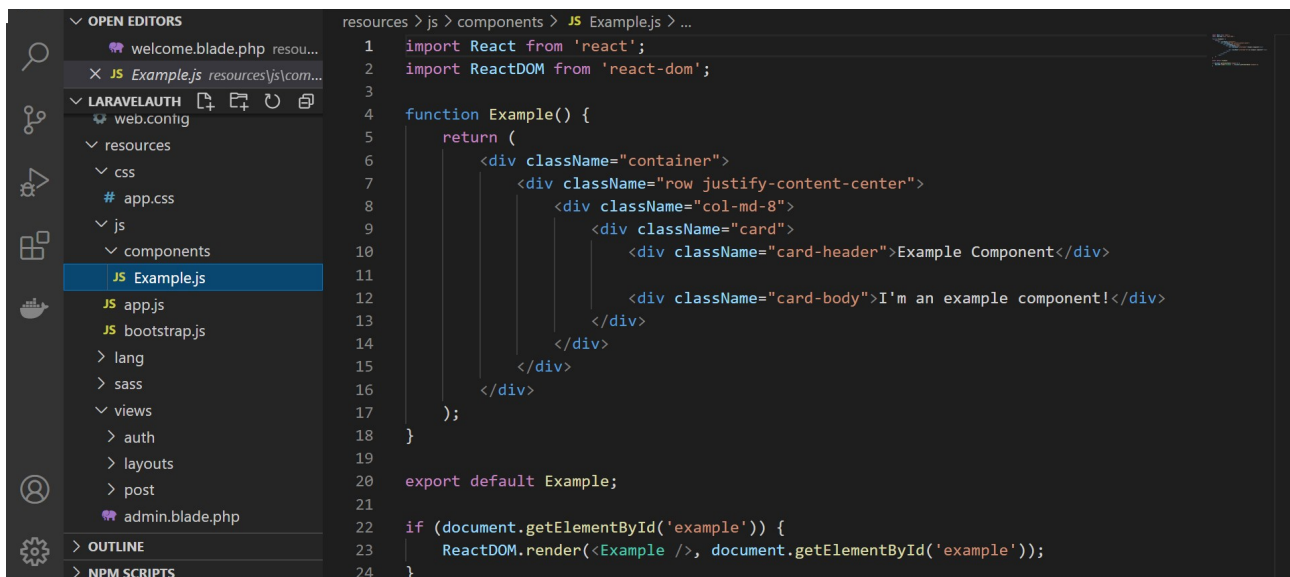 OPEN EDITORS
welcome.blade.php resou...
JS Example.js resources\js\com...
LARAVELAUTH
web.config
resources
css
# app.css
js
components
JS Example.js
JS app.js
JS bootstrap.js
lang
sass
views
auth
layouts
post
admin.blade.php
OUTLINE
NPM SCRIPTS
resources > js > components > JS Example.js > ...
1 import React from 'react';
2 import ReactDOM from 'react-dom';
3
4 function Example() {
5 return (
6 <div className="container">
7 <div className="row justify-content-center">
8 <div className="col-md-8">
9 <div className="card">
10 <div className="card-header">Example Component</div>
11
12 <div className="card-body">I'm an example component!</div>
13 </div>
14 </div>
15 </div>
16 </div>
17 );
18 }
19
20 export default Example;
21
22 if (document.getElementById('example')) {
23 ReactDOM.render(<Example />, document.getElementById('example'));
24 }